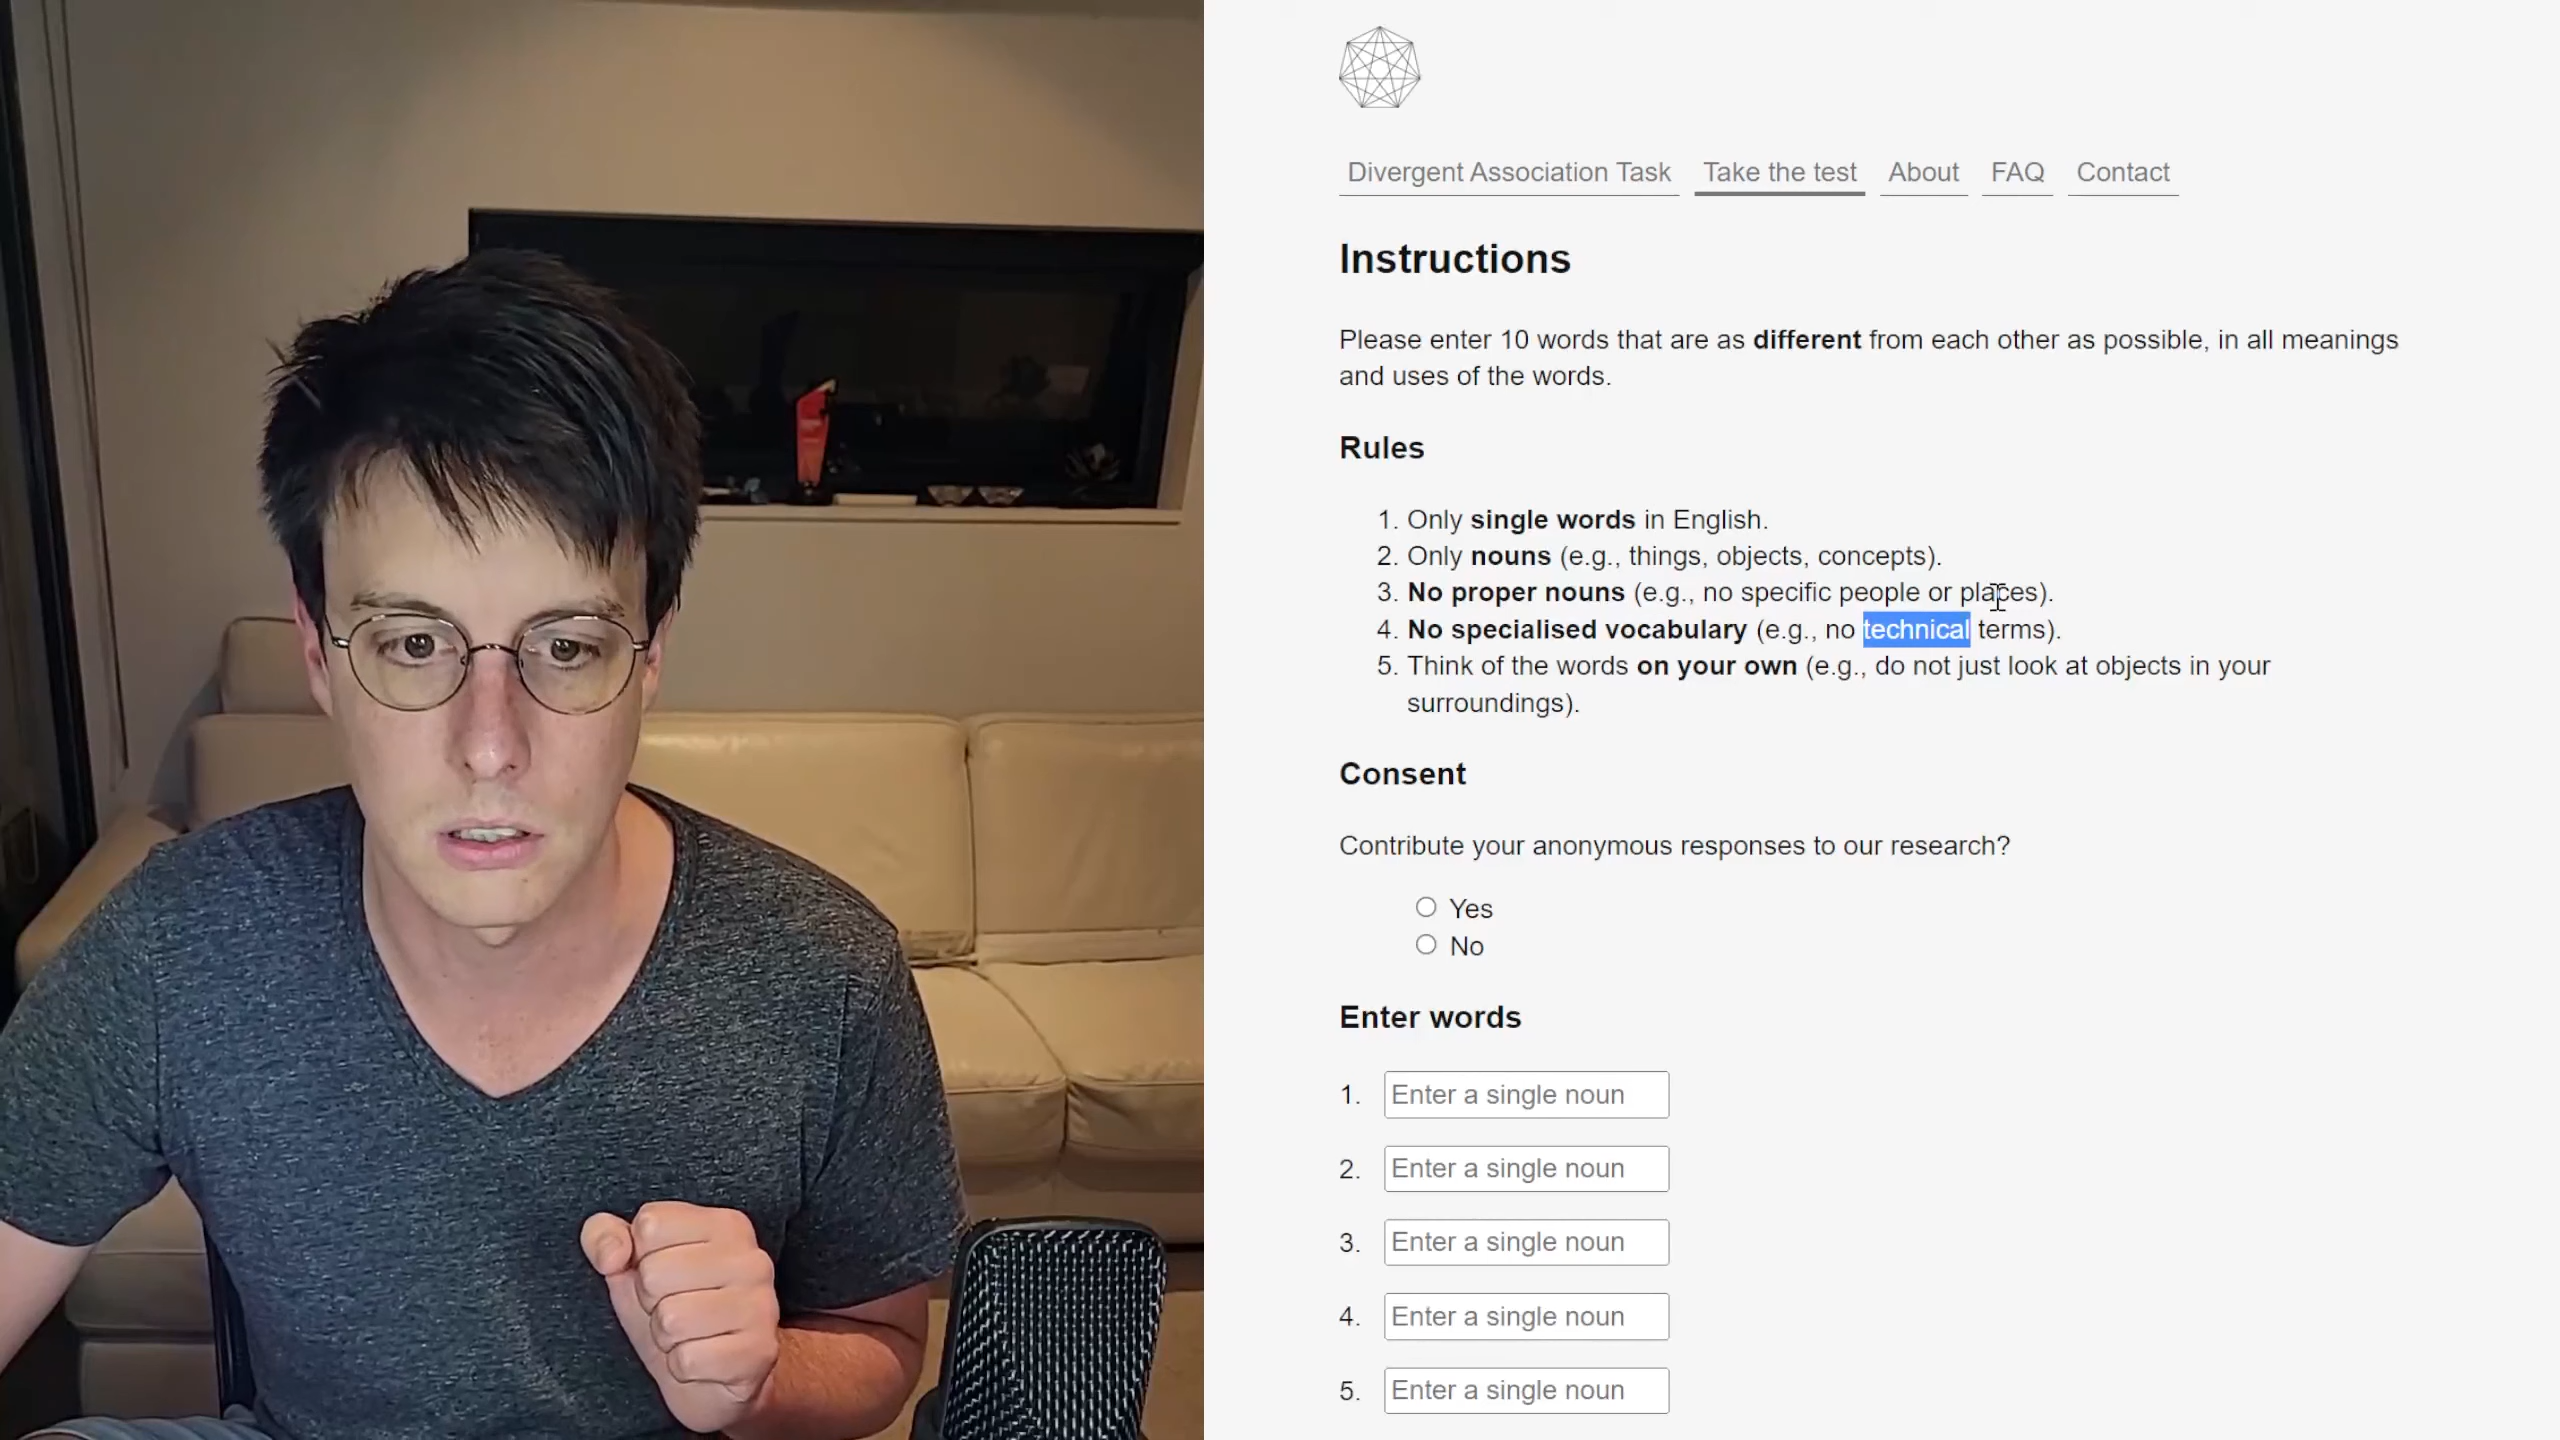 Divergent Association Task Take the test About FAQ Contact
Instructions
Please enter 10 words that are as different from each other as possible, in all meanings
and uses of the words.
Rules
1. Only single words in English.
2. Only nouns (e.g., things, objects, concepts).
3. No proper nouns (e.g., no specific people or places).
4. No specialised vocabulary (e.g., no technical terms).
5. Think of the words on your own (e.g., do not just look at objects in your
surroundings).
Consent
Contribute your anonymous responses to our research?
Yes
No
Enter words
1. Enter a single noun
2. Enter a single noun
3. Enter a single noun
4. Enter a single noun
5. Enter a single noun